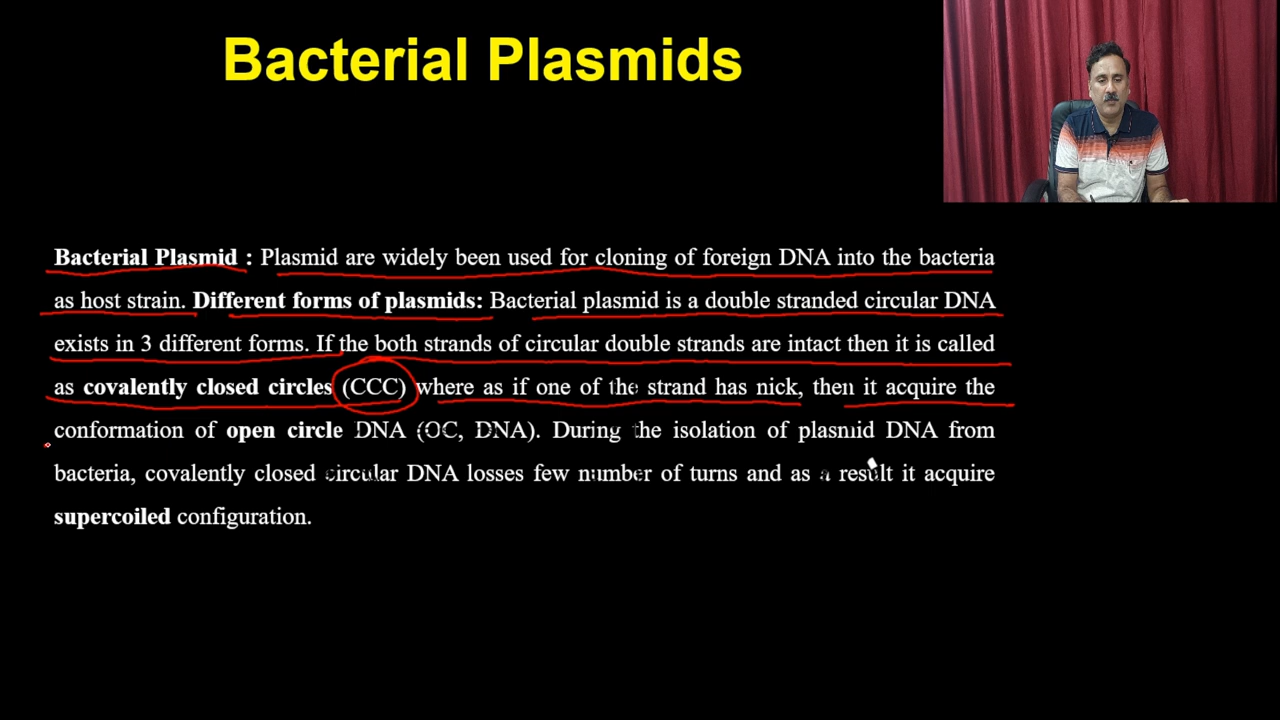 Bacterial Plasmids
Bacterial Plasmid : Plasmid are widely been used for cloning of foreign DNA into the bacteria
as host strain. Different forms of plasmids: Bacterial plasmid is a double stranded circular DNA
exists in 3 different forms. If the both strands of circular double strands are intact then it is called
as covalently closed circles (CCC) where as if one of the strand has nick, then it acquire the
conformation of open circle DNA (OC, DNA). During the isolation of plasmid DNA from
bacteria, covalently closed circular DNA losses few number of turns and as a result it acquire
supercoiled configuration.